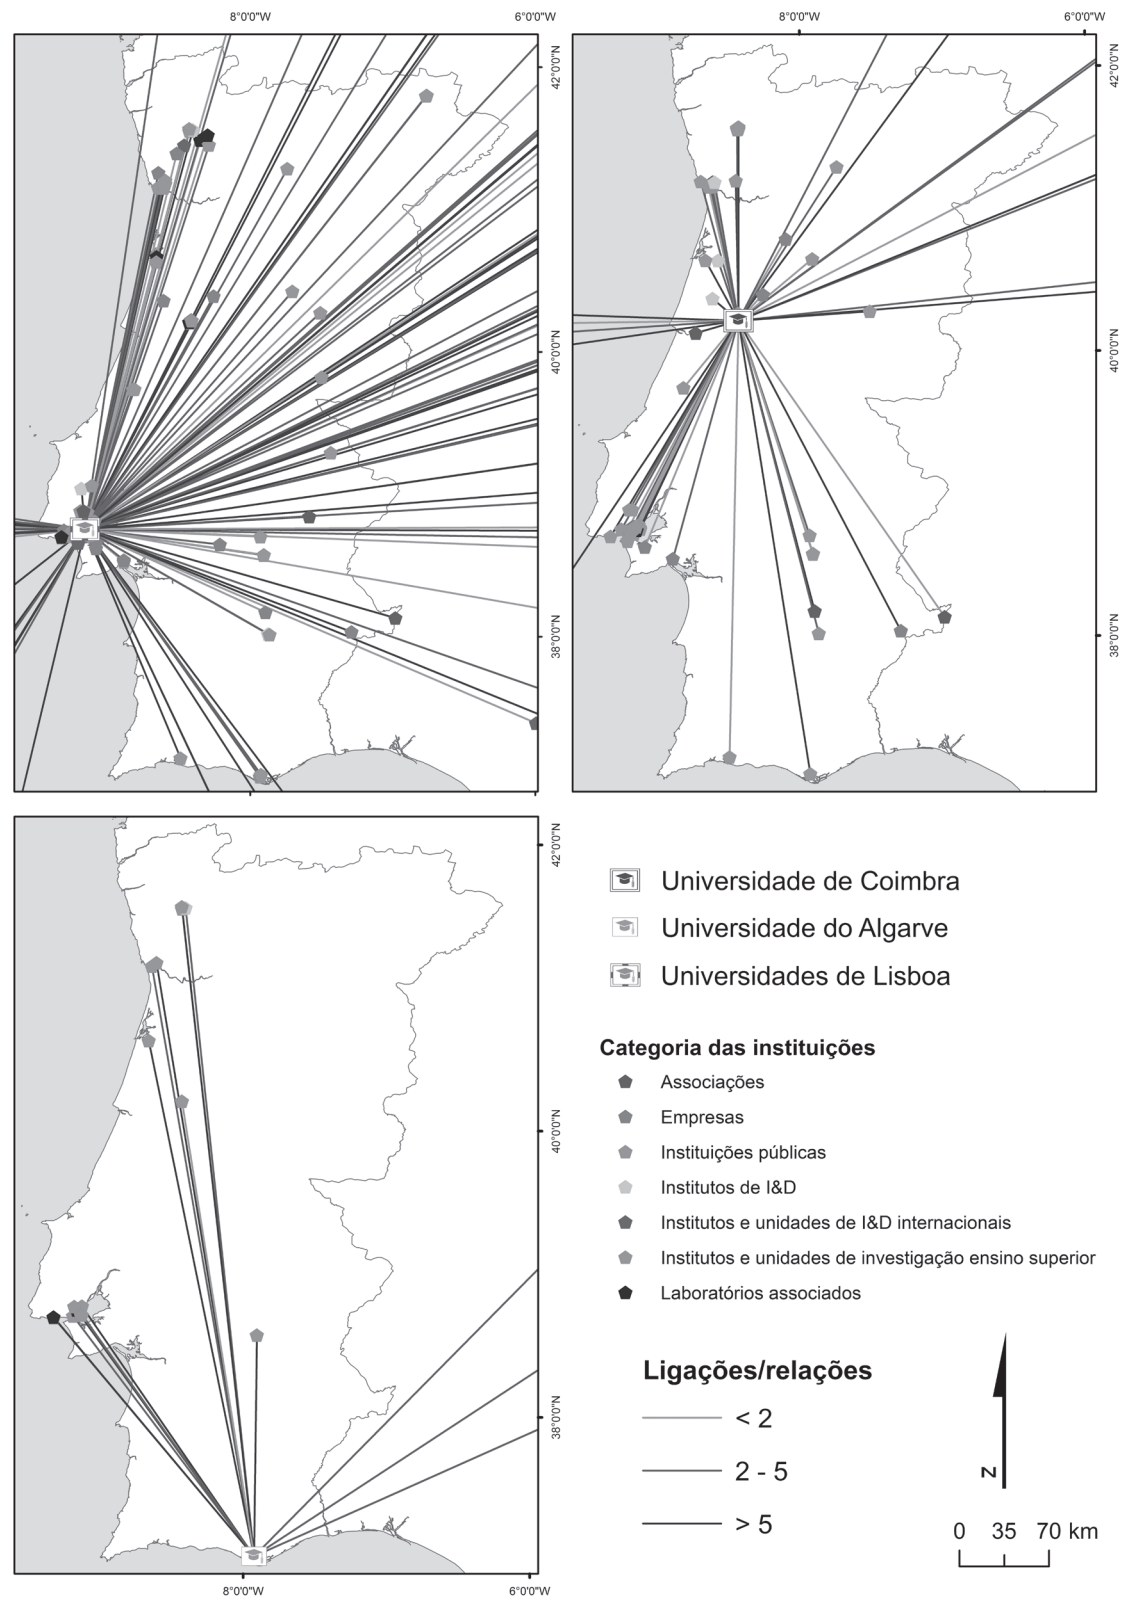 8°0'0"W
6°0'0"W
8°0'0"W
6°0'0"W
42°0'0"N
40°0'0"N
38°0'0"N
42°0'0"N
40°0'0"N
38°0'0"N
42°0'0"N
40°0'0"N
38°0'0"N
8°0'0"W
6°0'0"W
Universidade de Coimbra
Universidade do Algarve
Universidades de Lisboa
Categoria das instituições
Associações
Empresas
Instituições públicas
Institutos de I&D
Institutos e unidades de I&D internacionais
Institutos e unidades de investigação ensino superior
Laboratórios associados
Ligações/relações
< 2
2 - 5
> 5
N
0 35 70 km